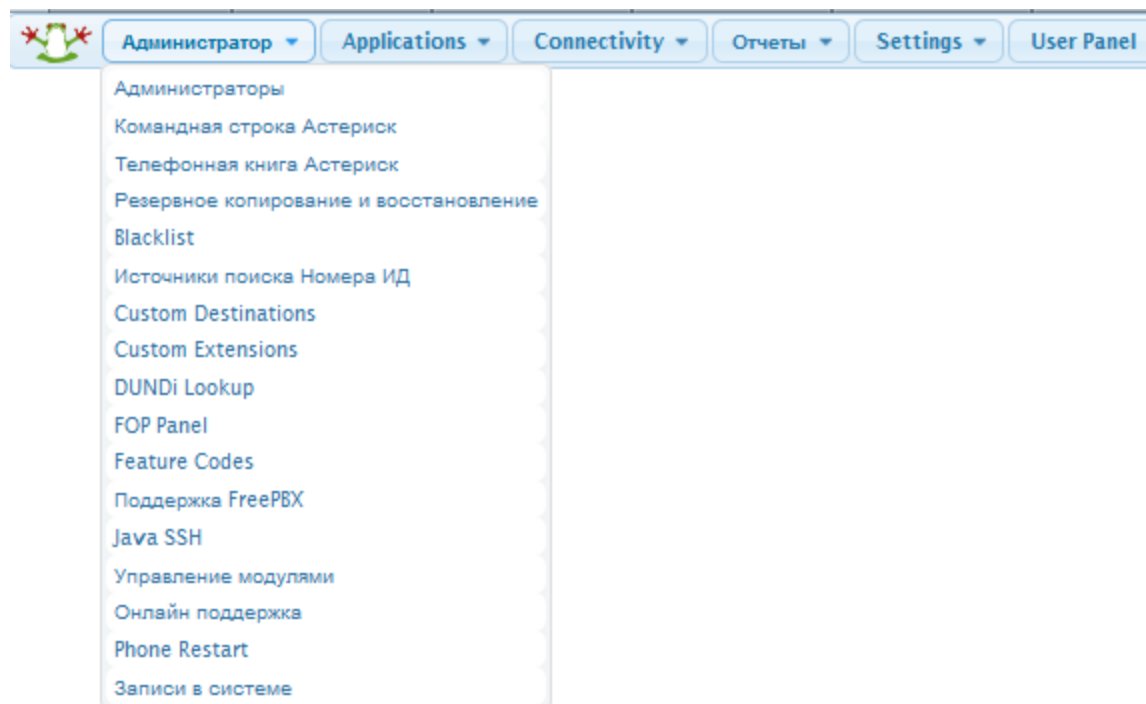 Администратор Applications Connectivity Отчеты Settings User Panel
Администраторы
Командная строка Астериск
Телефонная книга Астериск
Резервное копирование и восстановление
Blacklist
Источники поиска Номера ИД
Custom Destinations
Custom Extensions
DUNDi Lookup
FOP Panel
Feature Codes
Поддержка FreePBX
Java SSH
Управление модулями
Онлайн поддержка
Phone Restart
Записи в системе